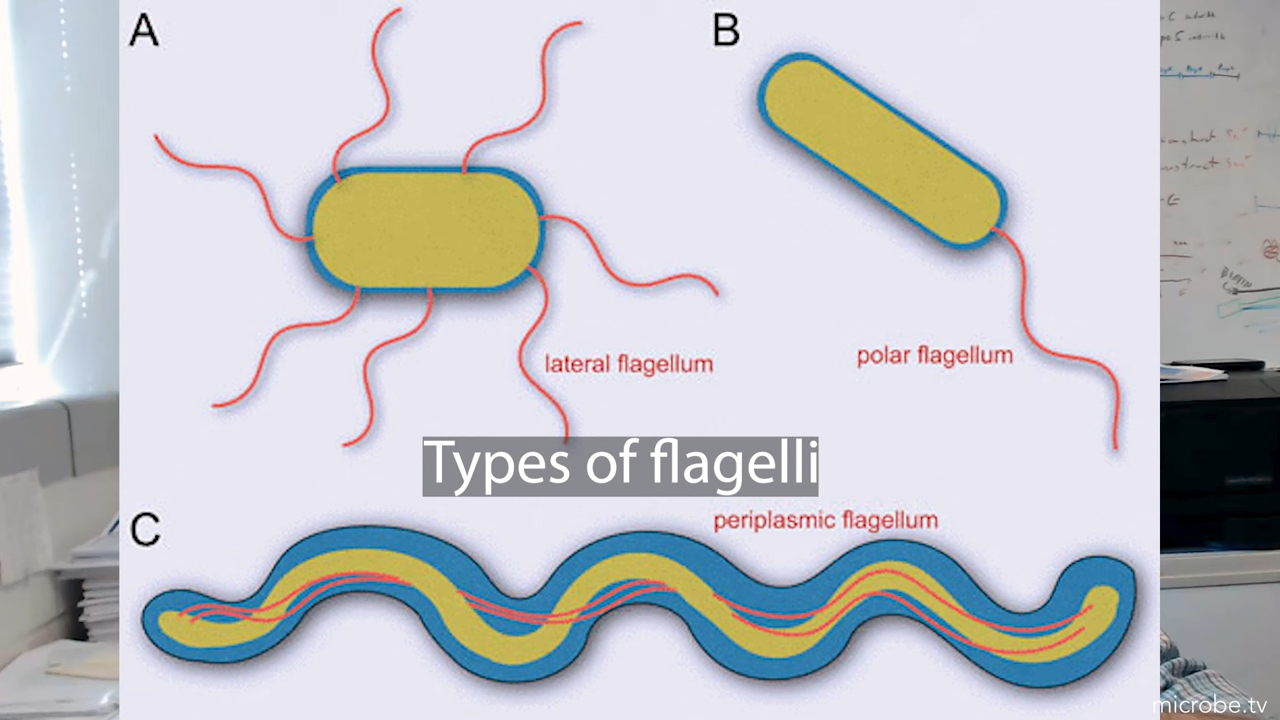 A
B
lateral flagellum
polar flagellum
Types of flagelli
C
periplasmic flagellum
microbe.tv